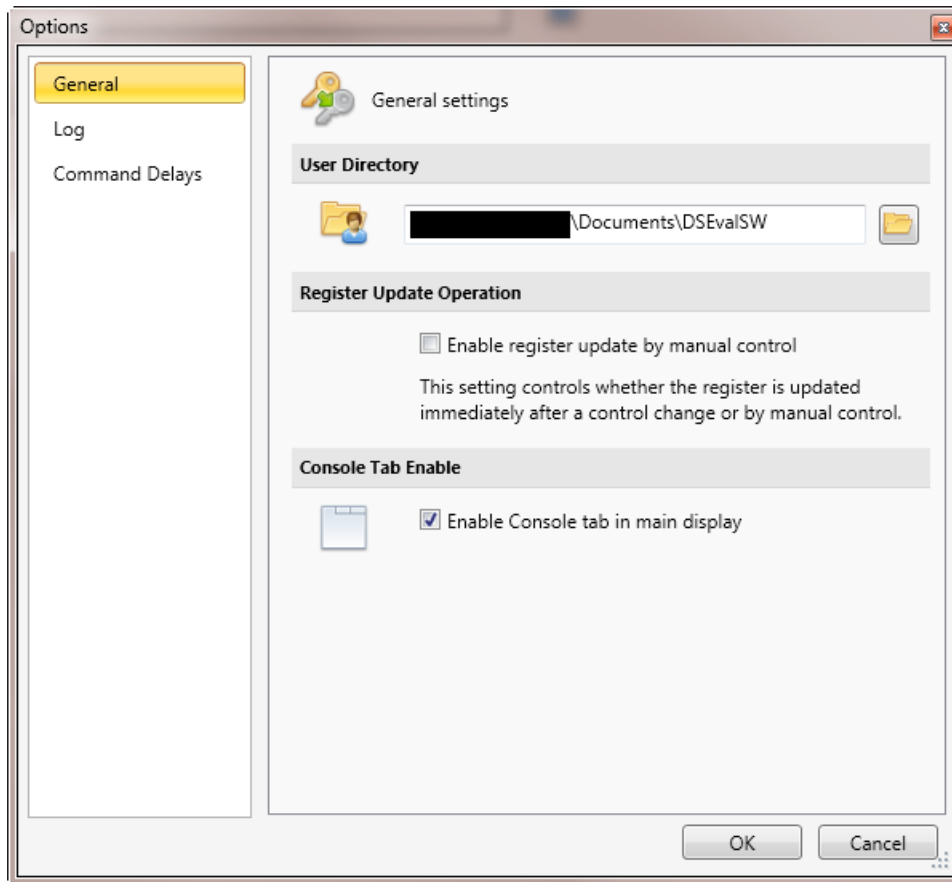 Options
General
Log
Command Delays
General settings
User Directory
\Documents\DSEvalSW
Register Update Operation
Enable register update by manual control
This setting controls whether the register is updated
immediately after a control change or by manual control.
Console Tab Enable
Enable Console tab in main display
OK
Cancel